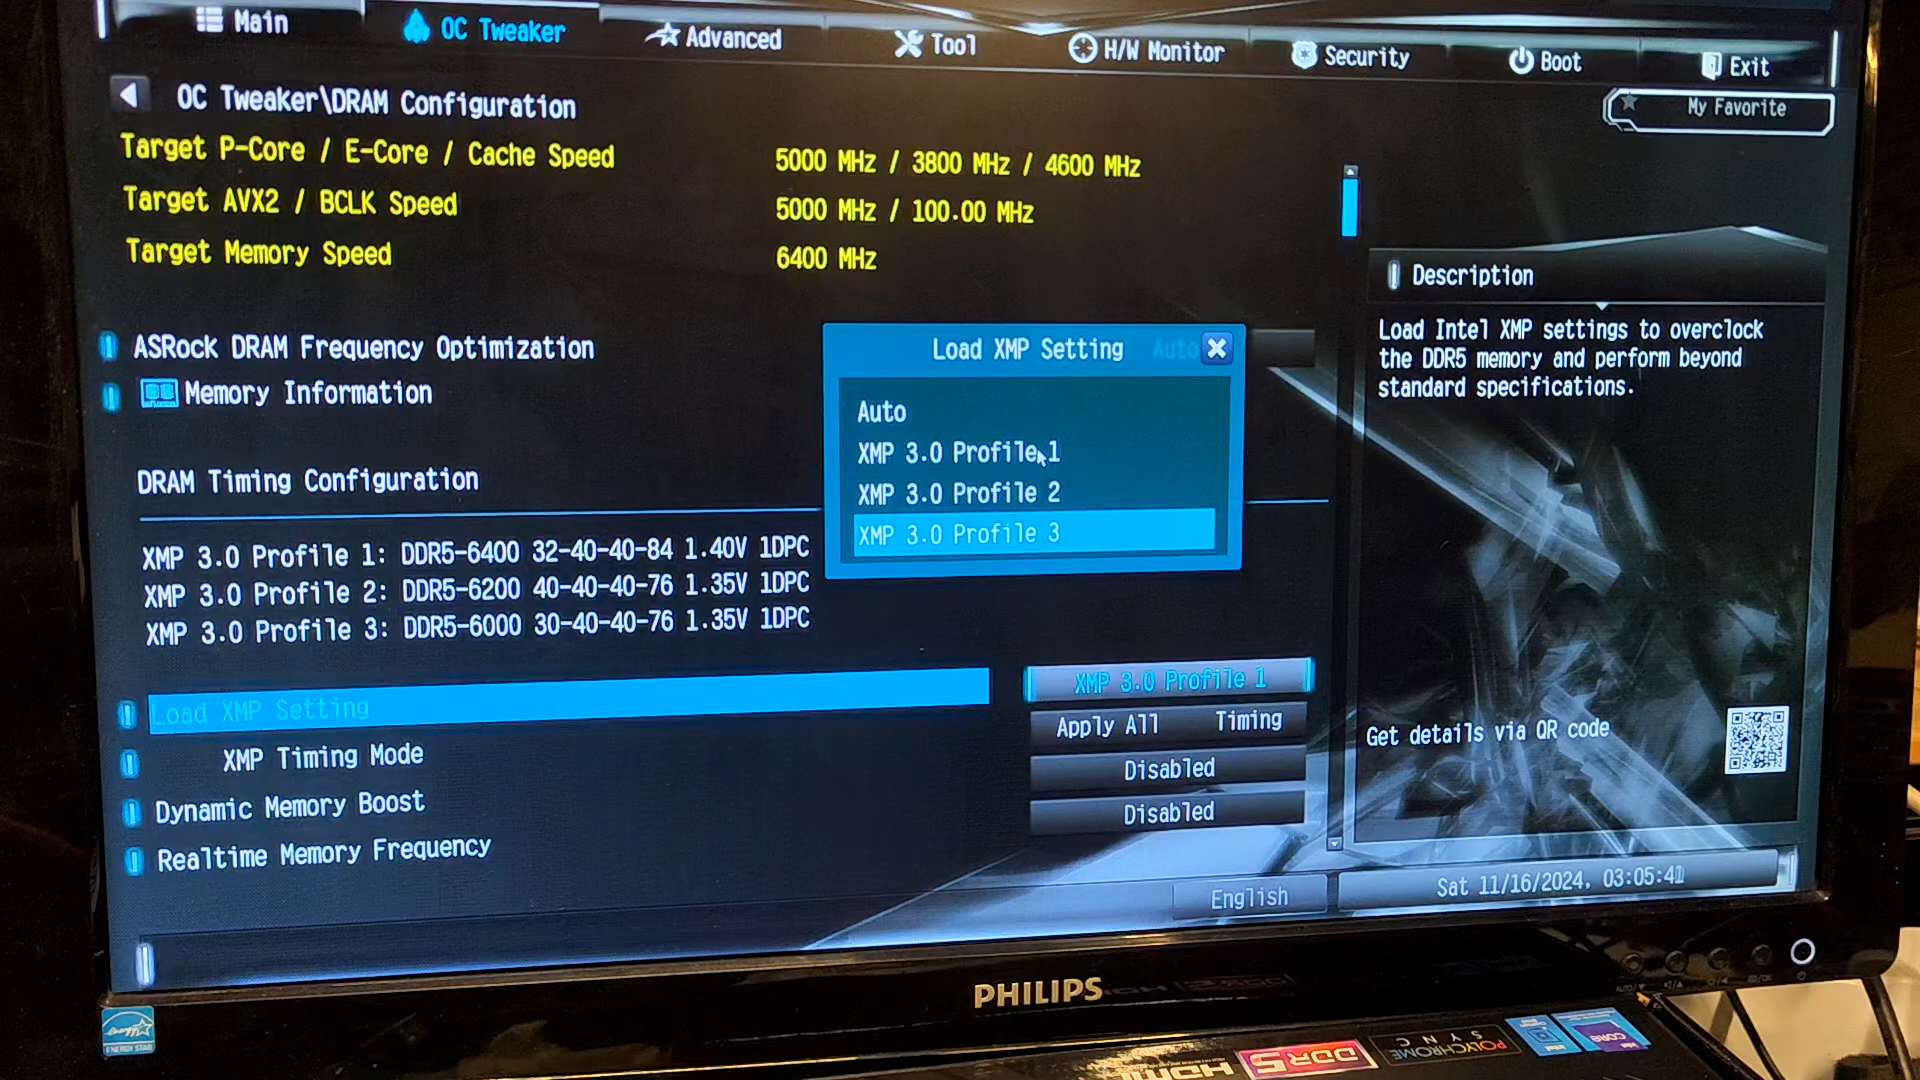 Main
OC Tweaker
Advanced
Tool
H/W Monitor
Security
Boot
Exit
My Favorite
OC Tweaker\DRAM Configuration
Target P-Core / E-Core / Cache Speed 5000 MHz / 3800 MHz / 4600 MHz
Target AVX2 / BCLK Speed 5000 MHz / 100.00 MHz
Target Memory Speed 6400 MHz
ASRock DRAM Frequency Optimization
Memory Information
DRAM Timing Configuration
XMP 3.0 Profile 1: DDR5-6400 32-40-40-84 1.40V 1DPC
XMP 3.0 Profile 2: DDR5-6200 40-40-40-76 1.35V 1DPC
XMP 3.0 Profile 3: DDR5-6000 30-40-40-76 1.35V 1DPC
Load XMP Setting XMP 3.0 Profile 1
XMP Timing Mode Apply All Timing
Dynamic Memory Boost Disabled
Realtime Memory Frequency Disabled
Load XMP Setting Auto
Auto
XMP 3.0 Profile 1
XMP 3.0 Profile 2
XMP 3.0 Profile 3
Description
Load Intel XMP settings to overclock
the DDR5 memory and perform beyond
standard specifications.
Get details via QR code
English
Sat 11/16/2024, 03:05:41
PHILIPS
ENERGY STAR
HDMI
DDR5
POLYCHROME
SYNC
intel
CORE